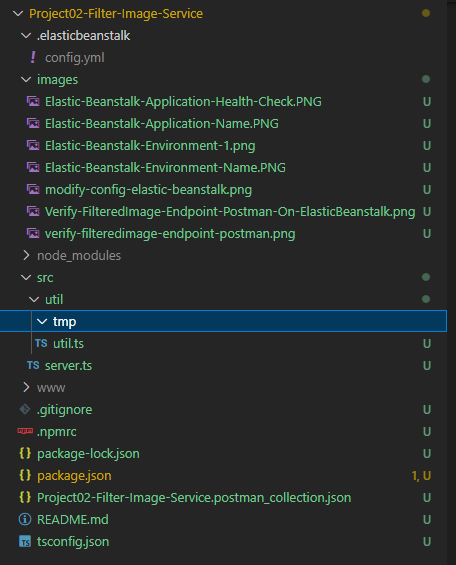 Project02-Filter-Image-Service
.elasticbeanstalk
! config.yml
images
Elastic-Beanstalk-Application-Health-Check.PNG U
Elastic-Beanstalk-Application-Name.PNG U
Elastic-Beanstalk-Environment-1.png U
Elastic-Beanstalk-Environment-Name.PNG U
modify-config-elastic-beanstalk.png U
Verify-FilteredImage-Endpoint-Postman-On-ElasticBeanstalk.png U
verify-filteredimage-endpoint-postman.png U
node_modules
src
util
tmp
TS util.ts U
TS server.ts U
www
.gitignore U
npm .npmrc U
{} package-lock.json U
{} package.json 1, U
{} Project02-Filter-Image-Service.postman_collection.json U
README.md U
TS tsconfig.json U